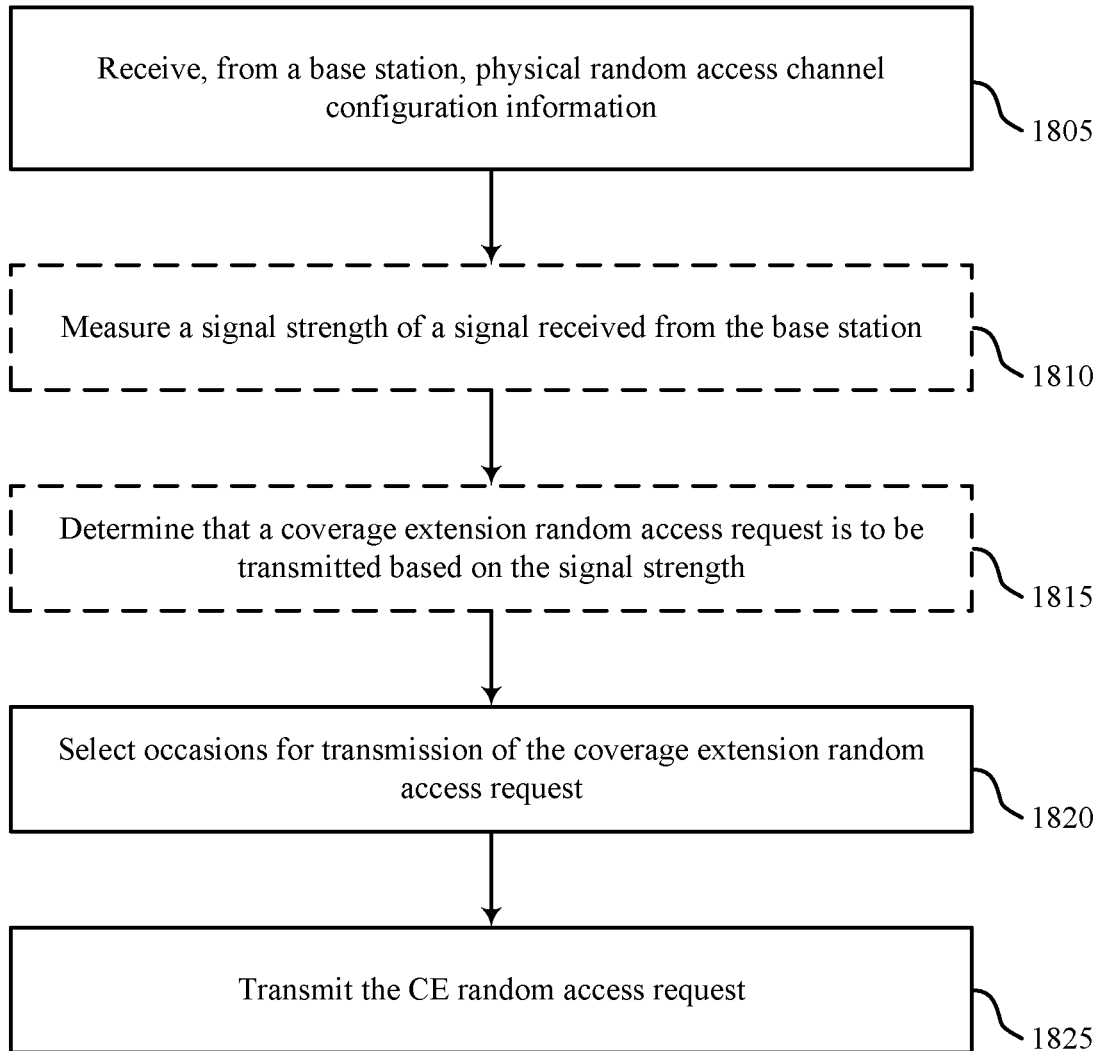 Receive, from a base station, physical random access channel
configuration information
1805
Measure a signal strength of a signal received from the base station
1810
Determine that a coverage extension random access request is to be
transmitted based on the signal strength
1815
Select occasions for transmission of the coverage extension random
access request
1820
Transmit the CE random access request
1825